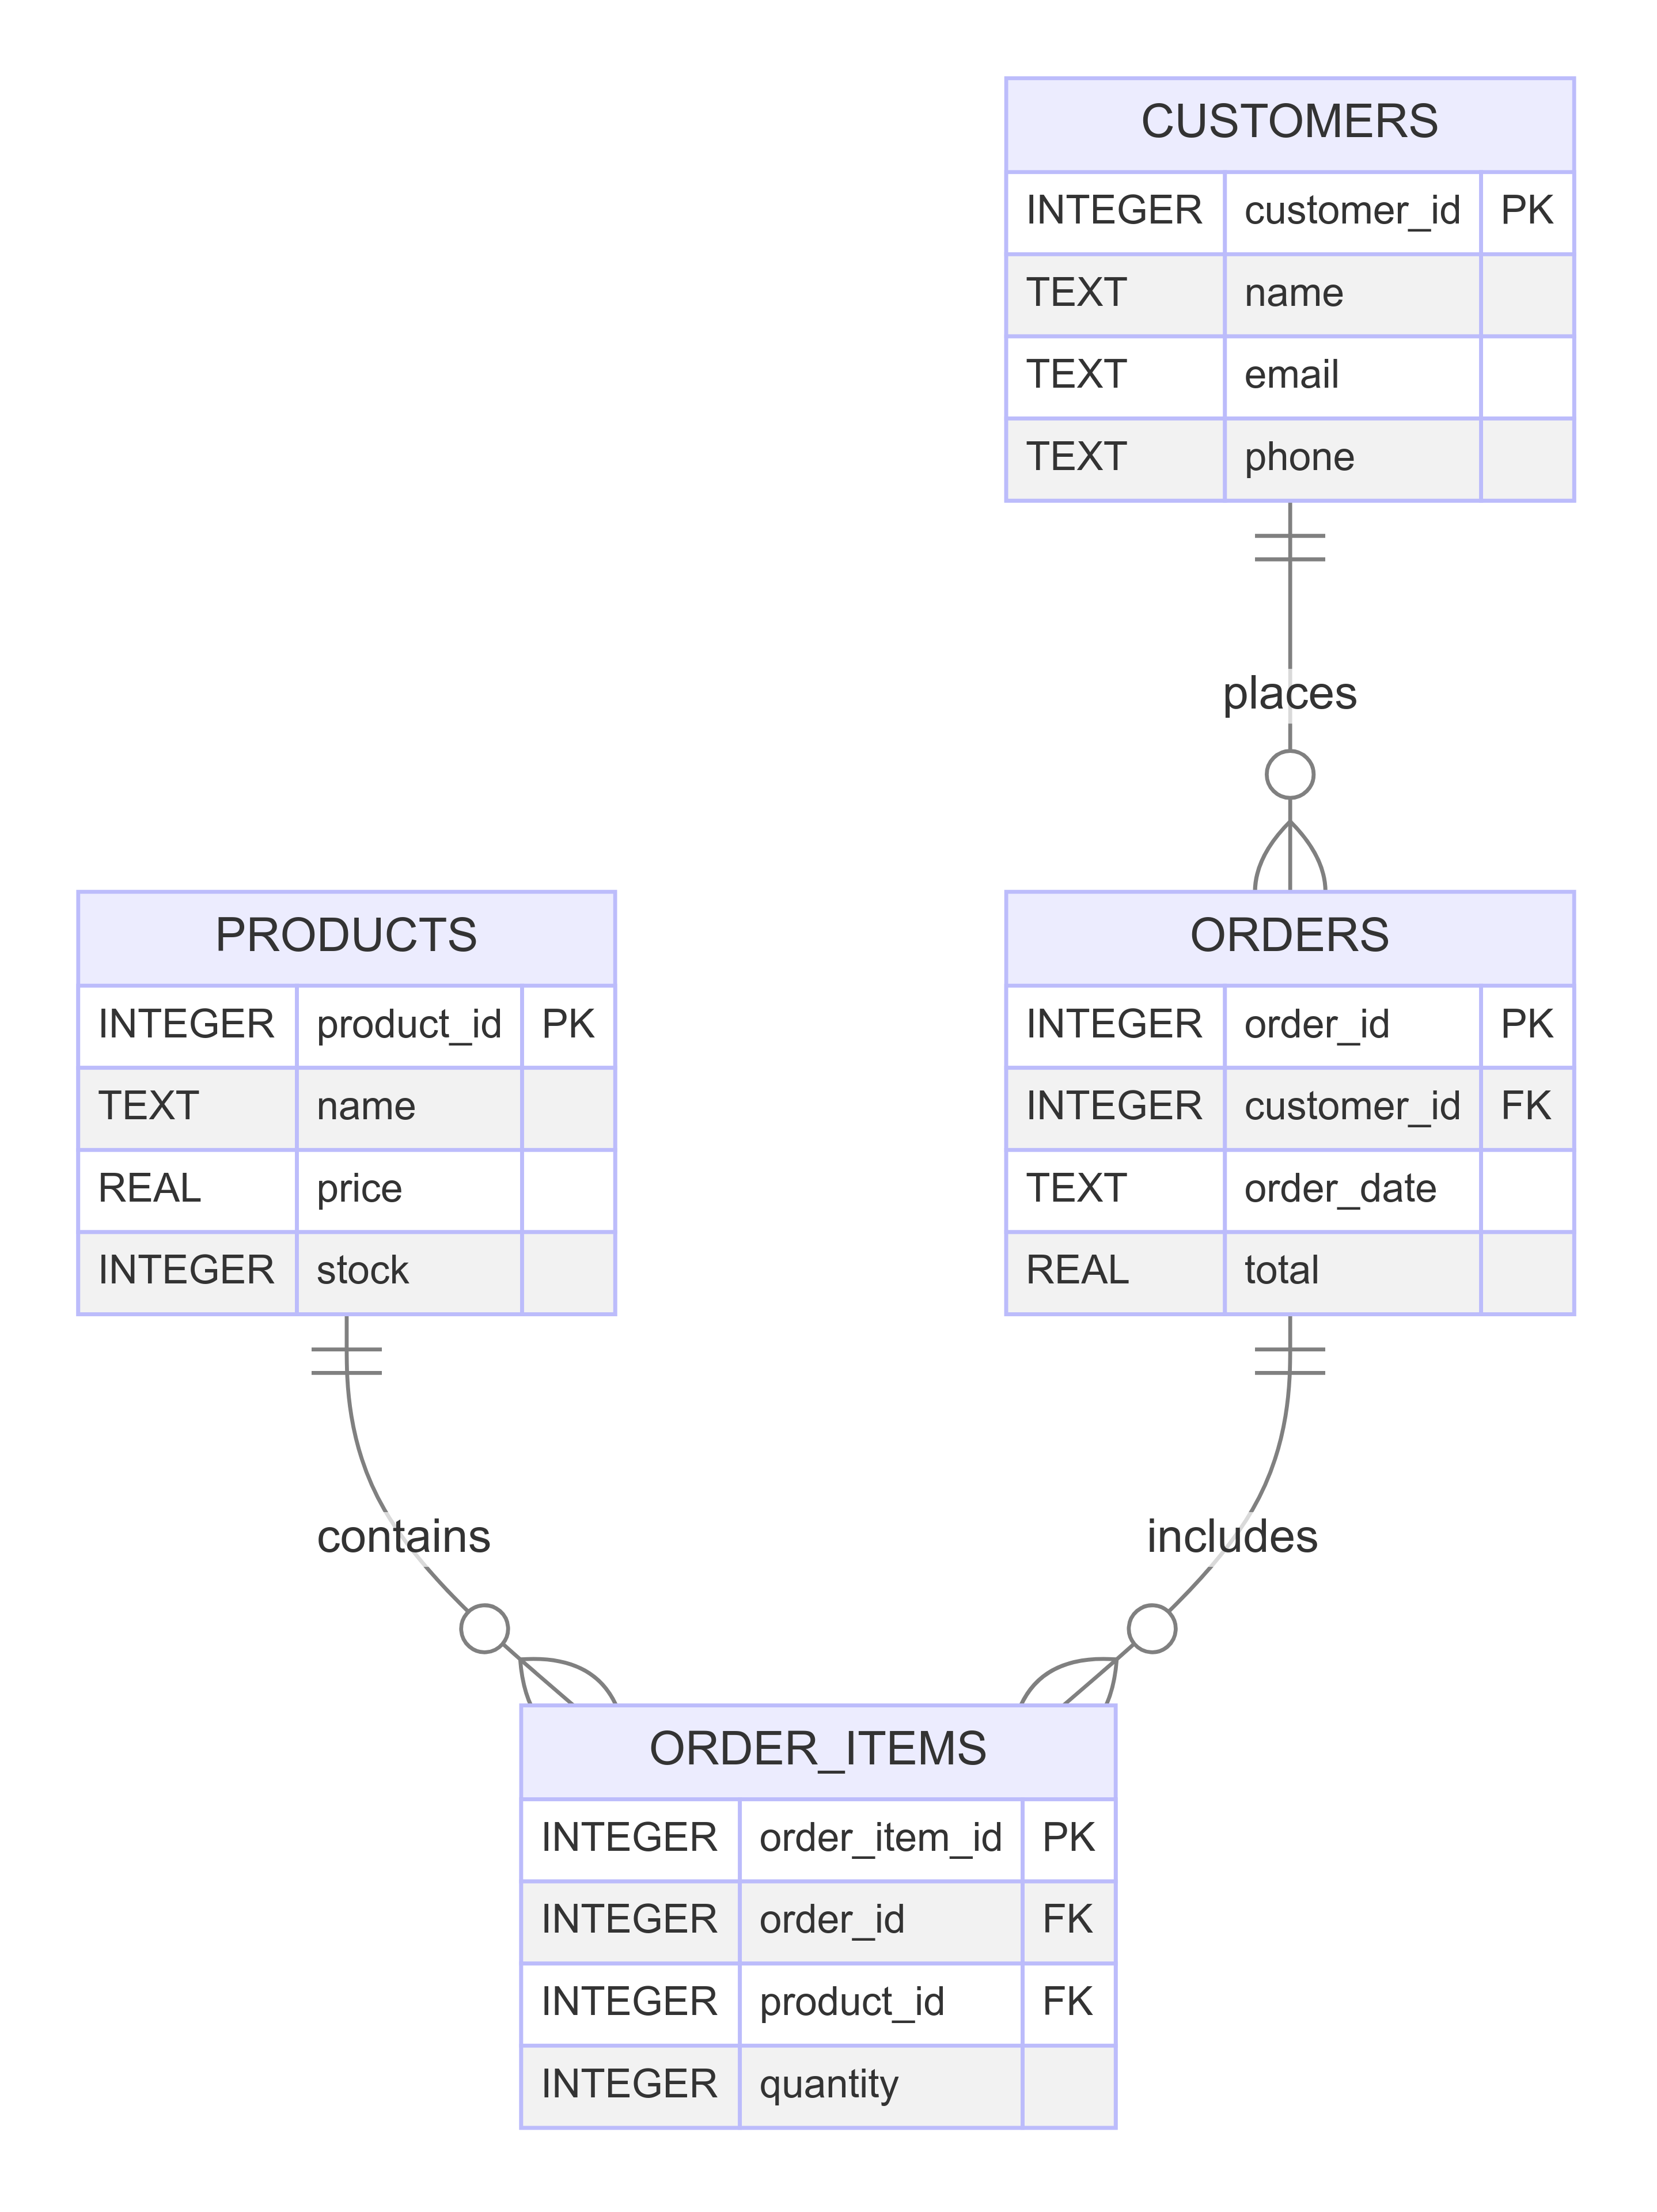 CUSTOMERS
INTEGER customer_id PK
TEXT name
TEXT email
TEXT phone
places
PRODUCTS
INTEGER product_id PK
TEXT name
REAL price
INTEGER stock
ORDERS
INTEGER order_id PK
INTEGER customer_id FK
TEXT order_date
REAL total
contains
includes
ORDER_ITEMS
INTEGER order_item_id PK
INTEGER order_id FK
INTEGER product_id FK
INTEGER quantity